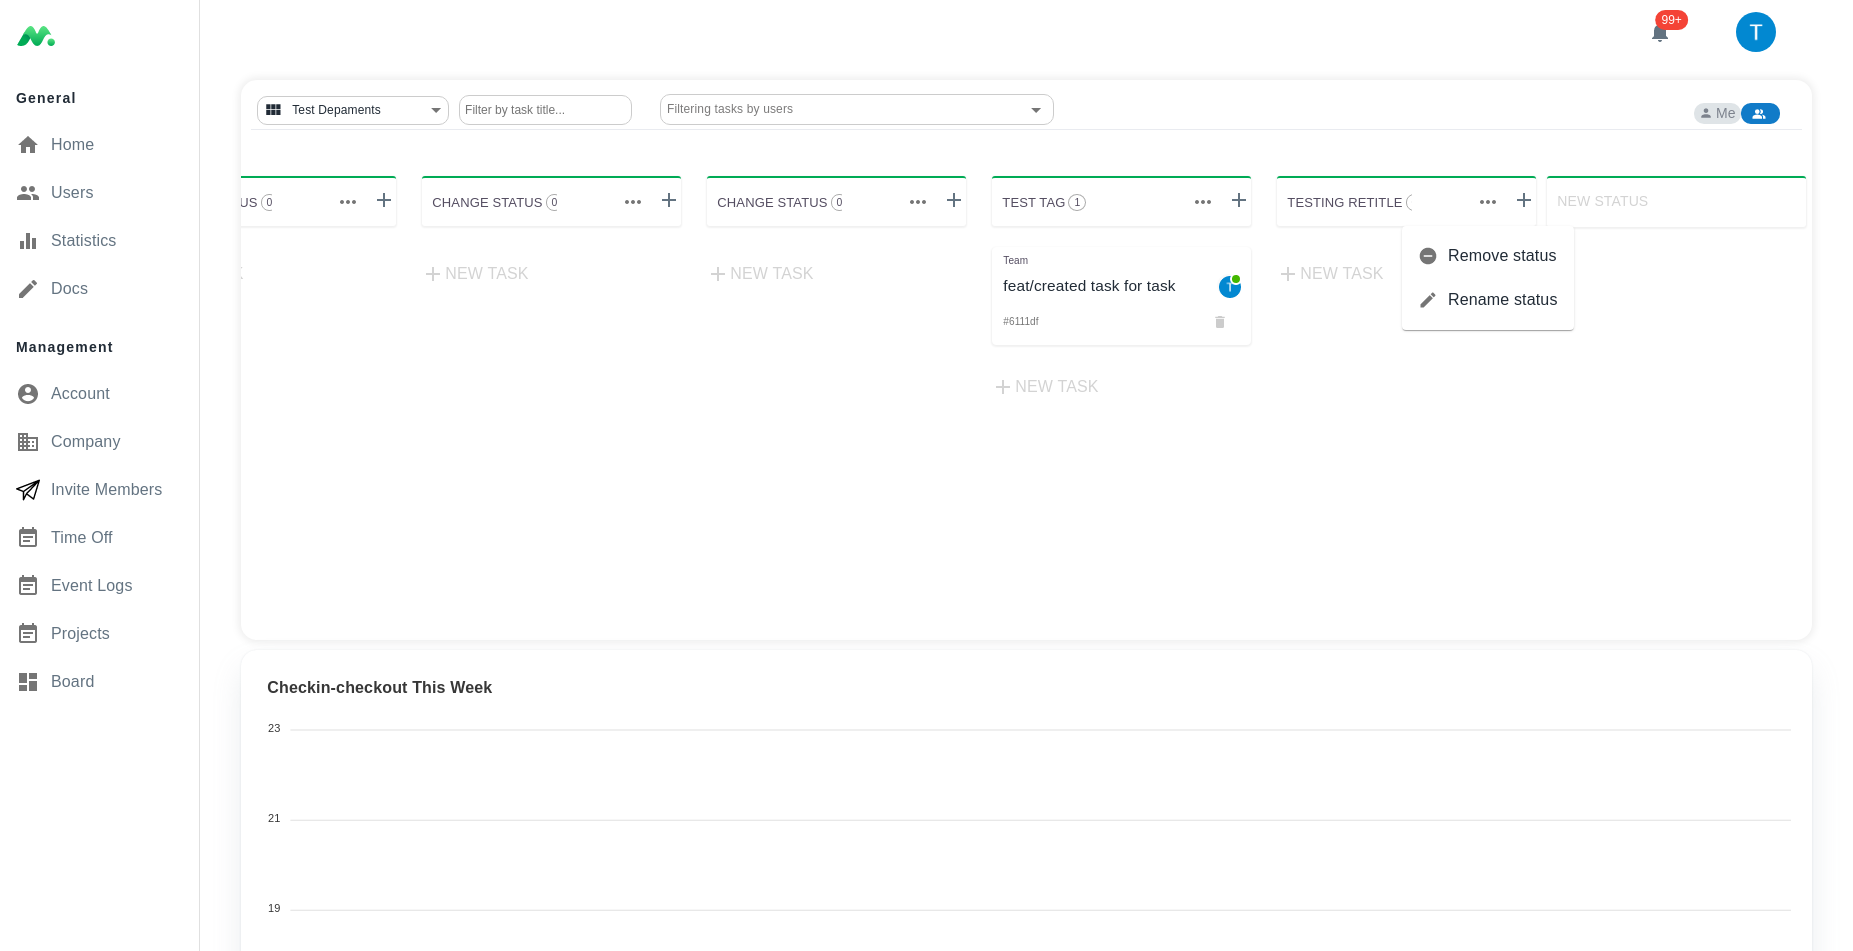 99+
T
General
Home
Users
Statistics
Docs
Management
Account
Company
Invite Members
Time Off
Event Logs
Projects
Board
Test Depaments
Filter by task title...
Filtering tasks by users
Me
US 0
CHANGE STATUS 0
CHANGE STATUS 0
TEST TAG 1
TESTING RETITLE
NEW STATUS
NEW TASK
NEW TASK
Team
feat/created task for task
T
#6111df
NEW TASK
NEW TASK
Remove status
Rename status
Checkin-checkout This Week
23
21
19